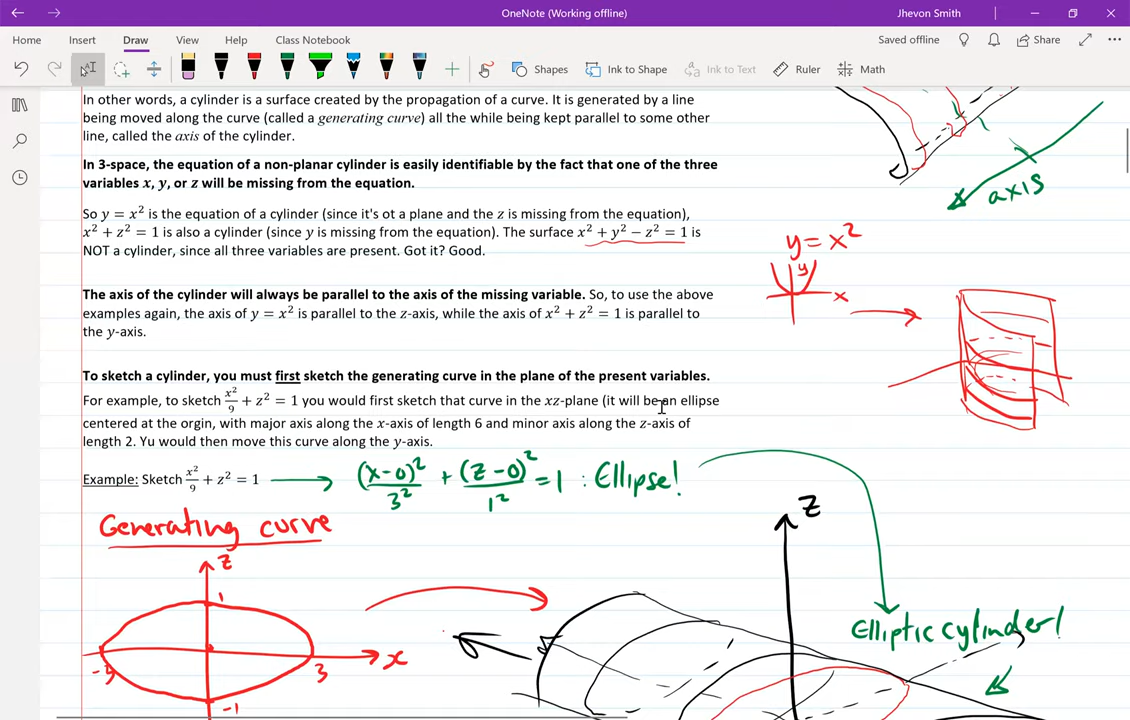 OneNote (Working offline)
Jhevon Smith
Home Insert Draw View Help Class Notebook
Saved offline
Share
Shapes
Ink to Shape
Ink to Text
Ruler
Math
In other words, a cylinder is a surface created by the propagation of a curve. It is generated by a line
being moved along the curve (called a generating curve) all the while being kept parallel to some other
line, called the axis of the cylinder.
axis
In 3-space, the equation of a non-planar cylinder is easily identifiable by the fact that one of the three
variables x, y, or z will be missing from the equation.
So y = x² is the equation of a cylinder (since it's ot a plane and the z is missing from the equation),
x² + z² = 1 is also a cylinder (since y is missing from the equation). The surface x² + y² − z² = 1 is
NOT a cylinder, since all three variables are present. Got it? Good.
y = x²
y
x
The axis of the cylinder will always be parallel to the axis of the missing variable. So, to use the above
examples again, the axis of y = x² is parallel to the z-axis, while the axis of x² + z² = 1 is parallel to
the y-axis.
To sketch a cylinder, you must first sketch the generating curve in the plane of the present variables.
For example, to sketch x²/9 + z² = 1 you would first sketch that curve in the xz-plane (it will be an ellipse
centered at the orgin, with major axis along the x-axis of length 6 and minor axis along the z-axis of
length 2. Yu would then move this curve along the y-axis.
Example: Sketch x²/9 + z² = 1 → (x-0)²/3² + (z-0)²/1² = 1 : Ellipse!
Generating curve
z
z
1
Elliptic cylinder!
-3
3
x
-1